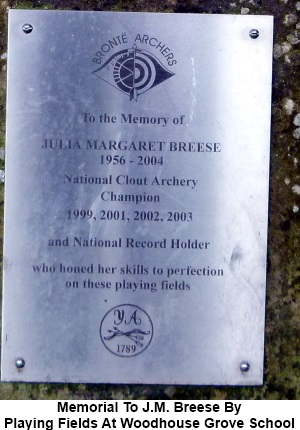 BRONTË ARCHERS
To the Memory of
JULIA MARGARET BREESE
1956 - 2004
National Clout Archery
Champion
1999, 2001, 2002, 2003
and National Record Holder
who honed her skills to perfection
on these playing fields
YA
1789
Memorial To J.M. Breese By
Playing Fields At Woodhouse Grove School